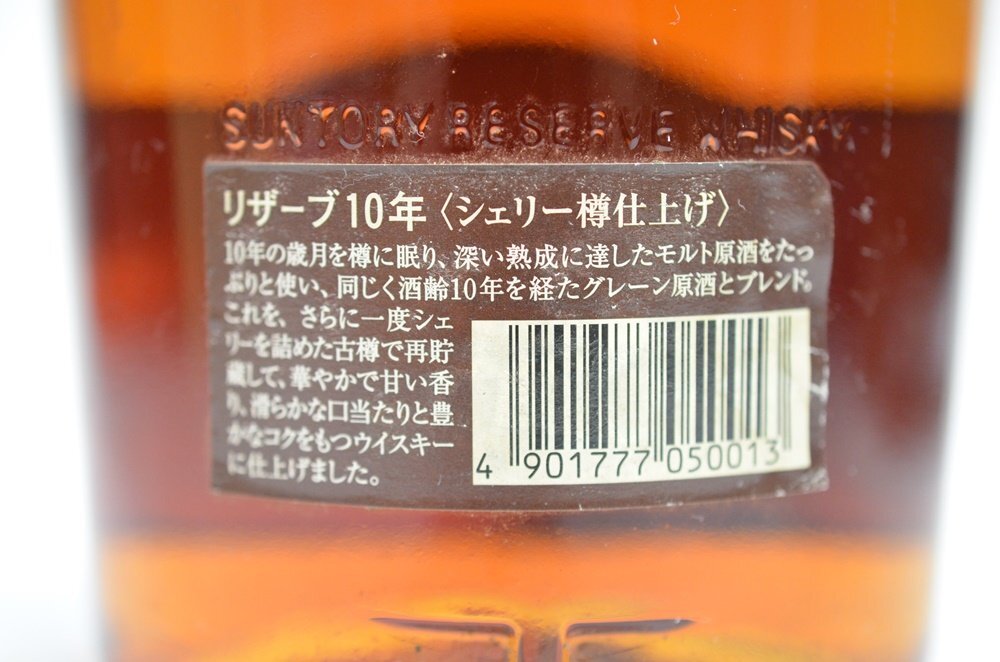 SUNTORY RESERVE WHISKY
リザーブ10年〈シェリー樽仕上げ〉
10年の歳月を樽に眠り、深い熟成に達したモルト原酒をたっ
ぷりと使い、同じく酒齢10年を経たグレーン原酒とブレンド。
これを、さらに一度シェ
リーを詰めた古樽で再貯
蔵して、華やかで甘い香
り、滑らかな口当たりと豊
かなコクをもつウイスキー
に仕上げました。
4 901777 050013